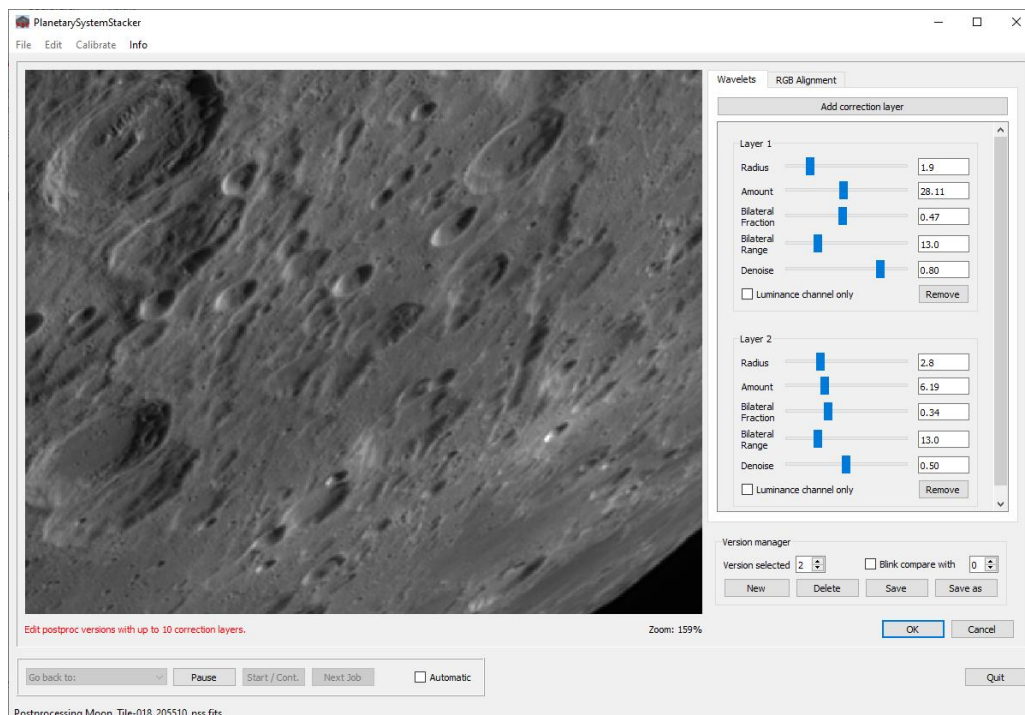 PlanetarySystemStacker
File Edit Calibrate Info
Wavelets RGB Alignment
Add correction layer
Layer 1
Radius 1.9
Amount 28.11
Bilateral Fraction 0.47
Bilateral Range 13.0
Denoise 0.80
Luminance channel only Remove
Layer 2
Radius 2.8
Amount 6.19
Bilateral Fraction 0.34
Bilateral Range 13.0
Denoise 0.50
Luminance channel only Remove
Version manager
Version selected 2 Blink compare with 0
New Delete Save Save as
Edit postproc versions with up to 10 correction layers. Zoom: 159% OK Cancel
Go back to: Pause Start / Cont. Next Job Automatic Quit
Postprocessing Moon_Tile-018_205510_pss.fits